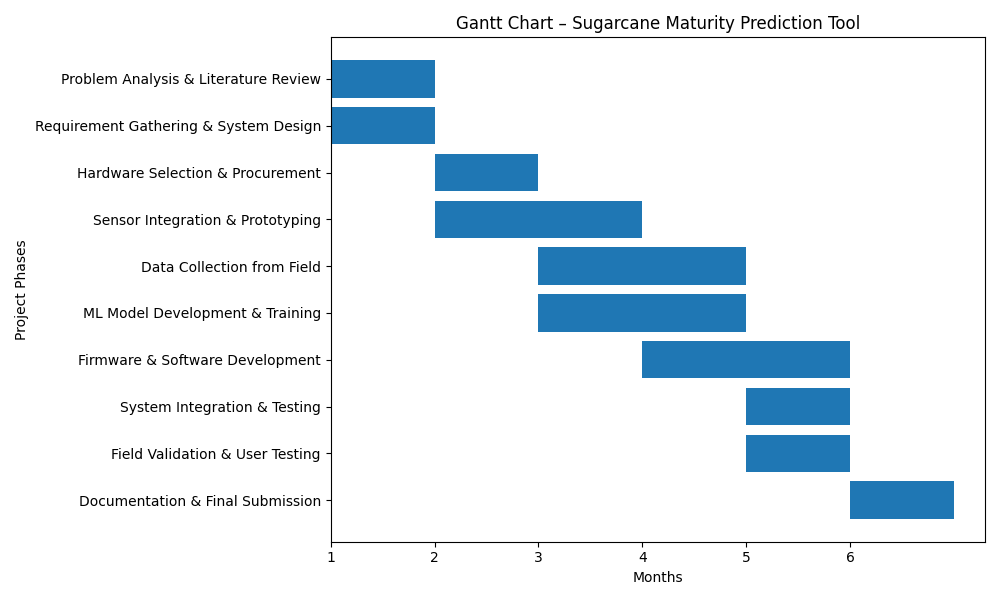 Gantt Chart – Sugarcane Maturity Prediction Tool
Project Phases
Problem Analysis & Literature Review
Requirement Gathering & System Design
Hardware Selection & Procurement
Sensor Integration & Prototyping
Data Collection from Field
ML Model Development & Training
Firmware & Software Development
System Integration & Testing
Field Validation & User Testing
Documentation & Final Submission
1 2 3 4 5 6
Months